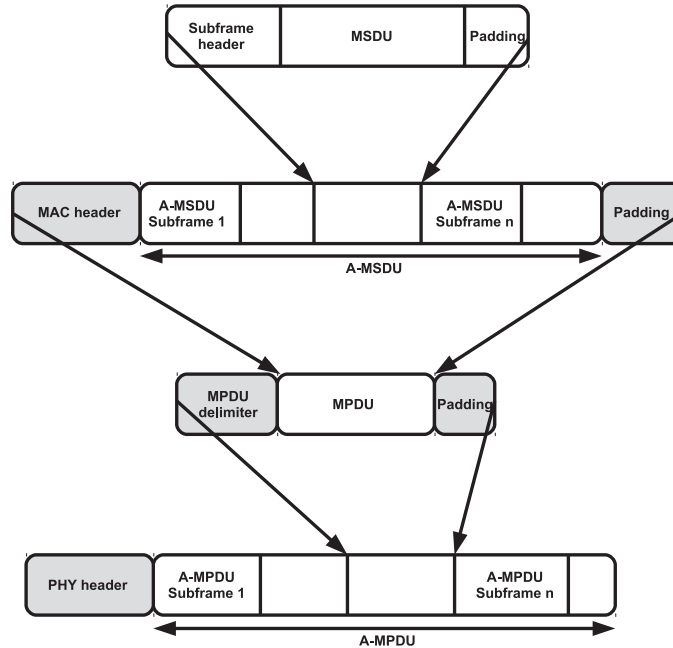 Subframe
header
MSDU
Padding
MAC header
A-MSDU
Subframe 1
A-MSDU
Subframe n
Padding
A-MSDU
MPDU
delimiter
MPDU
Padding
PHY header
A-MPDU
Subframe 1
A-MPDU
Subframe n
A-MPDU